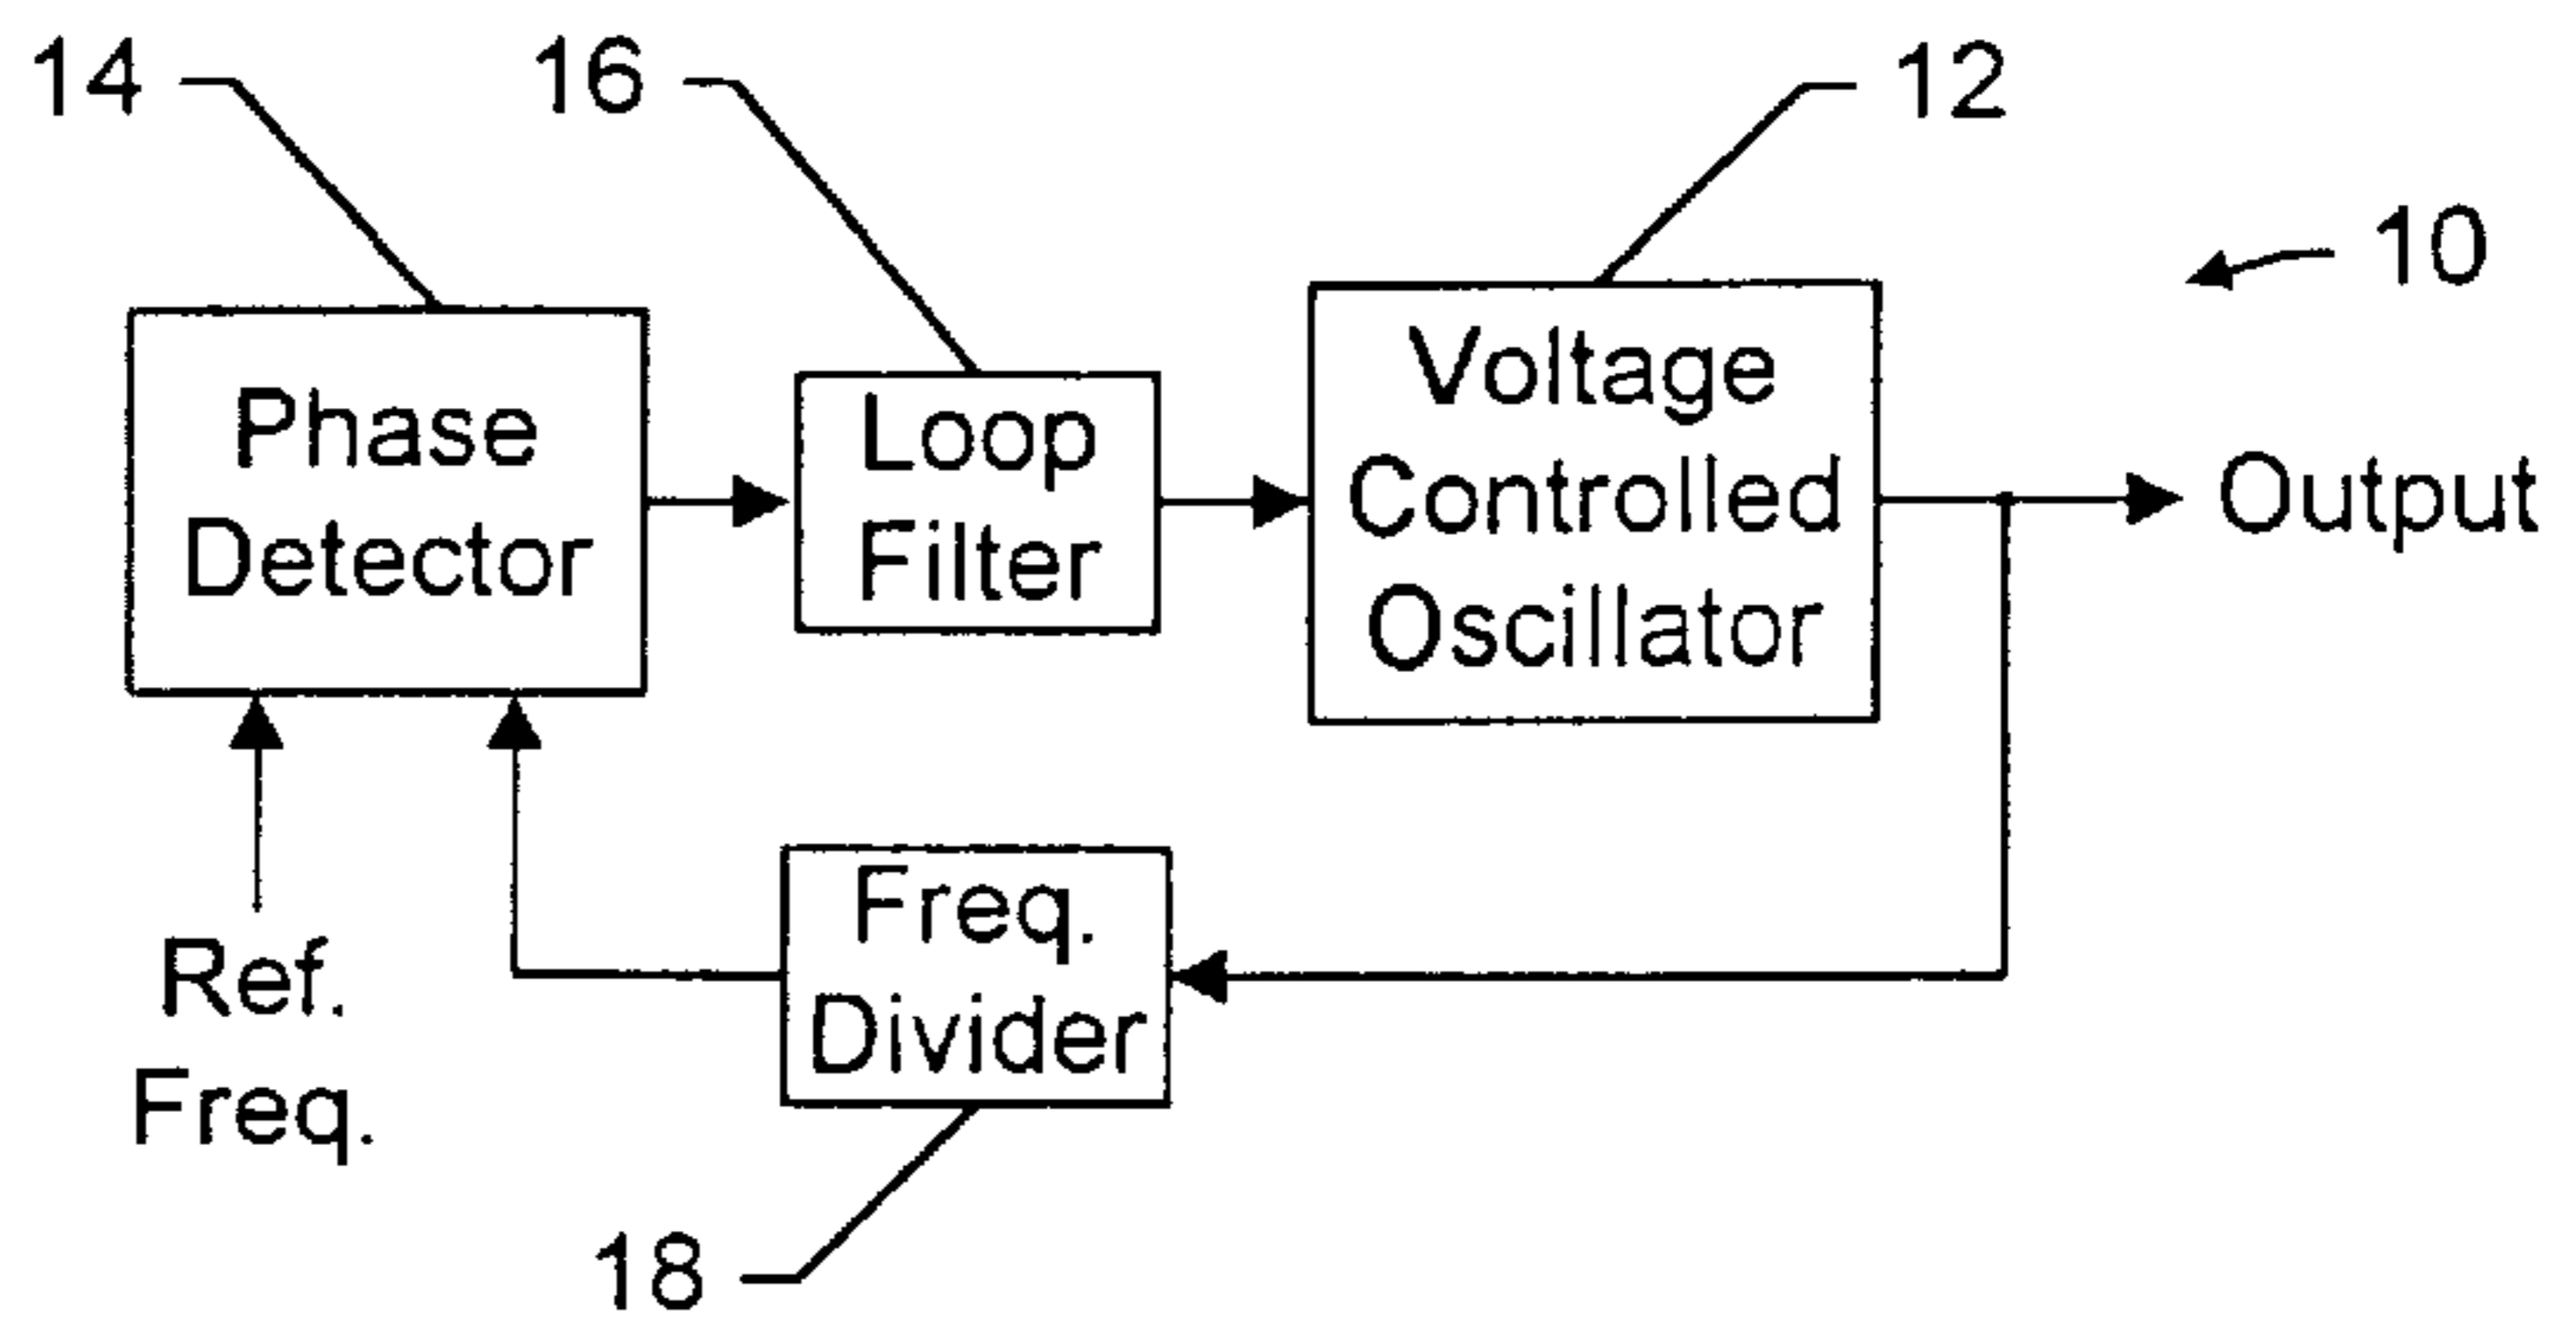 14
16
12
10
Phase
Detector
Loop
Filter
Voltage
Controlled
Oscillator
Output
Ref.
Freq.
Freq.
Divider
18